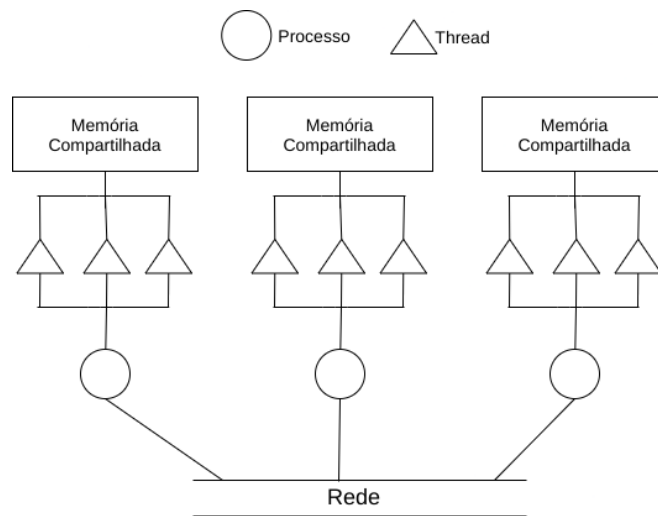 Processo
Thread
Memória
Compartilhada
Memória
Compartilhada
Memória
Compartilhada
Rede